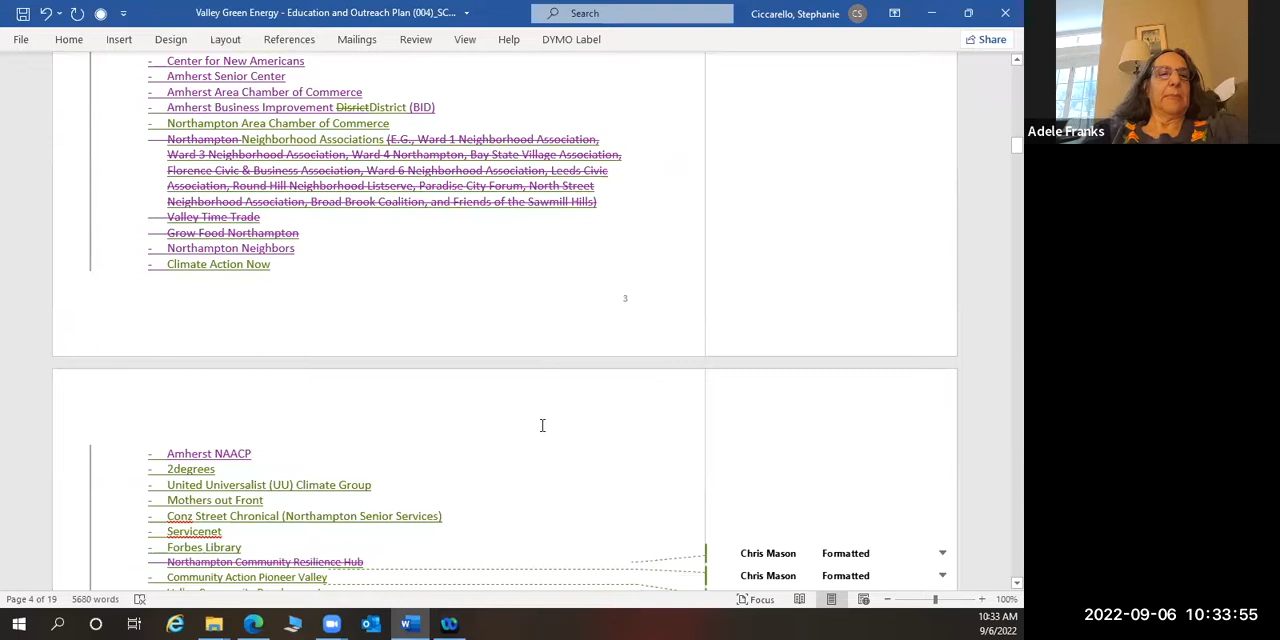 Valley Green Energy - Education and Outreach Plan (004)_SC...
Search
Ciccarello, Stephanie
CS
File Home Insert Design Layout References Mailings Review View Help DYMO Label
Share
- Center for New Americans
- Amherst Senior Center
- Amherst Area Chamber of Commerce
- Amherst Business Improvement DisrictDistrict (BID)
- Northampton Area Chamber of Commerce
Northampton Neighborhood Associations (E.G., Ward 1 Neighborhood Association,
Ward 3 Neighborhood Association, Ward 4 Northampton, Bay State Village Association,
Florence Civic & Business Association, Ward 6 Neighborhood Association, Leeds Civic
Association, Round Hill Neighborhood Listserve, Paradise City Forum, North Street
Neighborhood Association, Broad Brook Coalition, and Friends of the Sawmill Hills)
Valley Time Trade
Grow Food Northampton
- Northampton Neighbors
- Climate Action Now
3
- Amherst NAACP
- 2degrees
- United Universalist (UU) Climate Group
- Mothers out Front
- Conz Street Chronical (Northampton Senior Services)
- Servicenet
- Forbes Library
Northampton Community Resilience Hub
- Community Action Pioneer Valley
Chris Mason Formatted
Chris Mason Formatted
Page 4 of 19 5680 words
Focus
100%
10:33 AM
9/6/2022
Adele Franks
2022-09-06 10:33:55